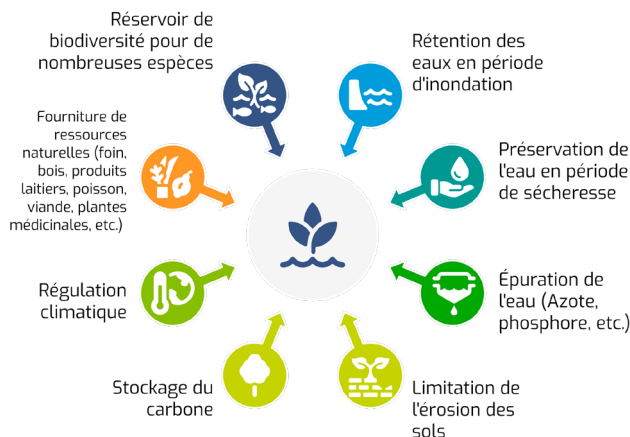 Réservoir de
biodiversité pour de
nombreuses espèces
Rétention des
eaux en période
d'inondation
Fourniture de
ressources
naturelles (foin,
bois, produits
laitiers, poisson,
viande, plantes
médicinales, etc.)
Préservation de
l'eau en période
de sécheresse
Régulation
climatique
Épuration de
l'eau (Azote,
phosphore, etc.)
Stockage du
carbone
Limitation de
l'érosion des
sols